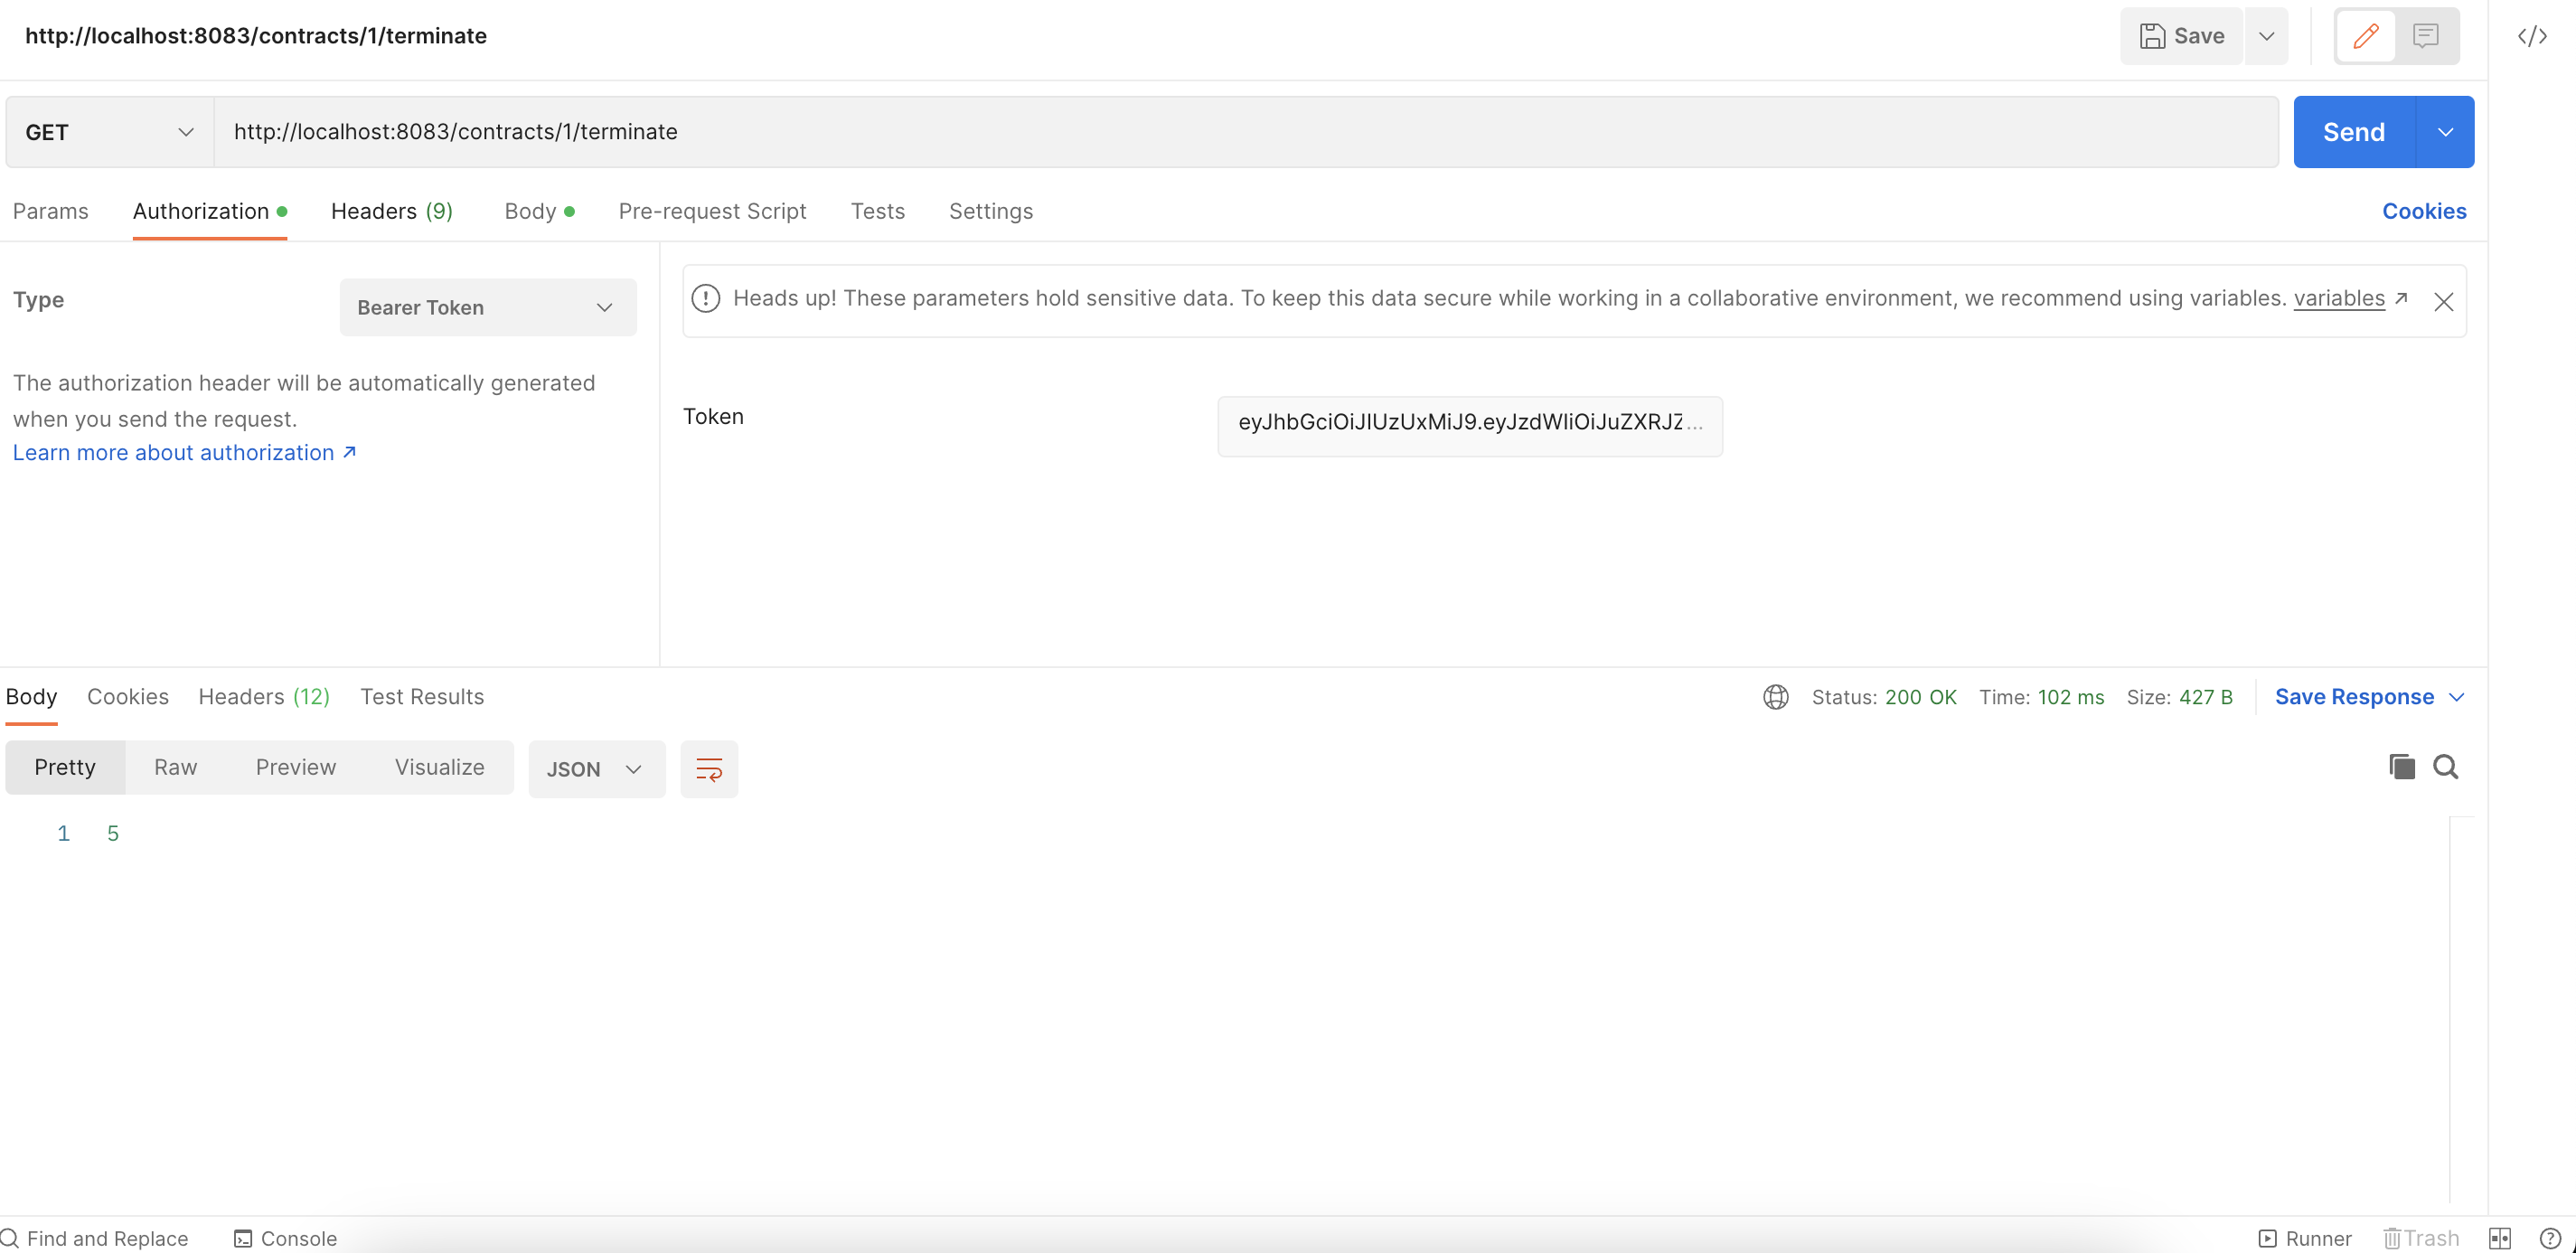 http://localhost:8083/contracts/1/terminate
Save
GET
http://localhost:8083/contracts/1/terminate
Send
Params
Authorization
Headers (9)
Body
Pre-request Script
Tests
Settings
Cookies
Type
Bearer Token
The authorization header will be automatically generated
when you send the request.
Learn more about authorization ↗
Heads up! These parameters hold sensitive data. To keep this data secure while working in a collaborative environment, we recommend using variables. variables ↗
Token
eyJhbGciOiJIUzUxMiJ9.eyJzdWIiOiJuZXRJZ...
Body
Cookies
Headers (12)
Test Results
Status: 200 OK
Time: 102 ms
Size: 427 B
Save Response
Pretty
Raw
Preview
Visualize
JSON
1 5
Find and Replace
Console
Runner
Trash